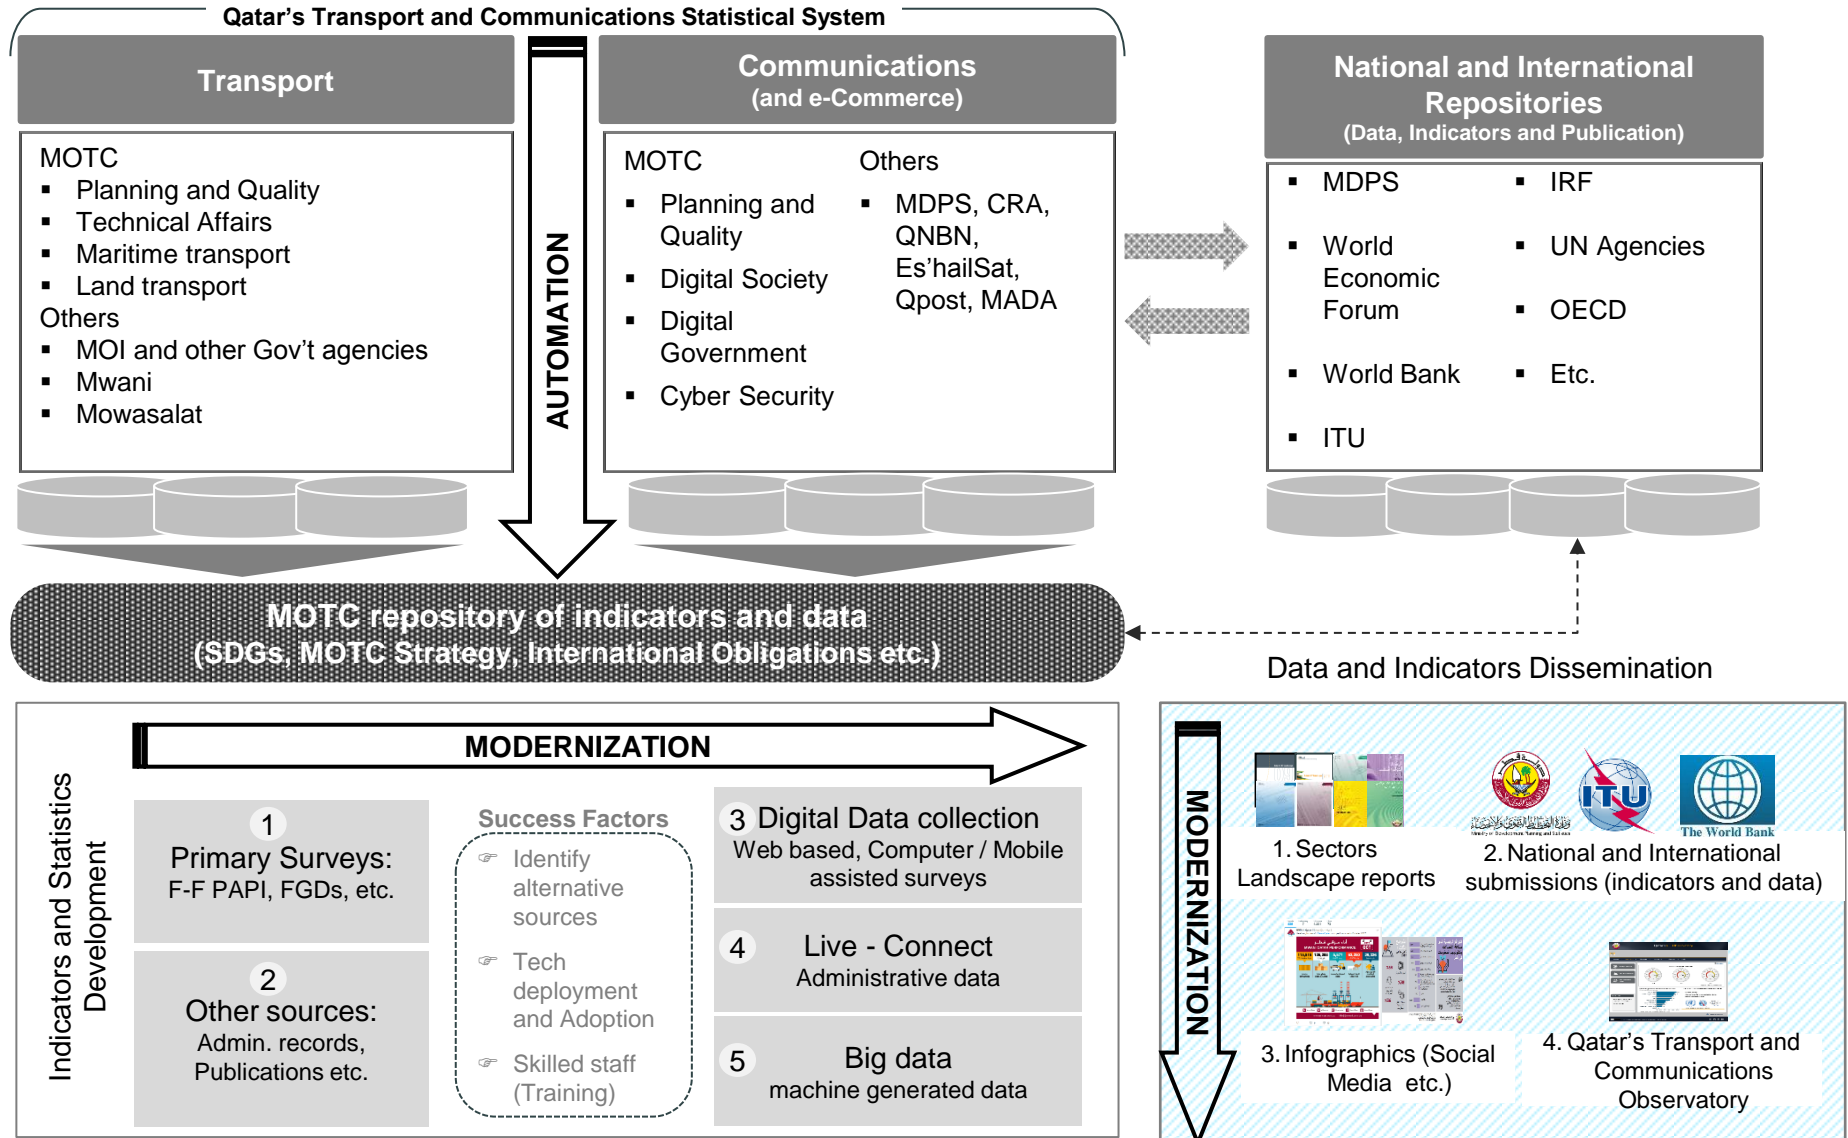 Qatar's Transport and Communications Statistical System
Transport
Communications
(and e-Commerce)
National and International
Repositories
(Data, Indicators and Publication)
AUTOMATION
MOTC
▪ Planning and Quality
▪ Technical Affairs
▪ Maritime transport
▪ Land transport
Others
▪ MOI and other Gov't agencies
▪ Mwani
▪ Mowasalat
MOTC
▪ Planning and
Quality
▪ Digital Society
▪ Digital
Government
▪ Cyber Security
Others
▪ MDPS, CRA,
QNBN,
Es'hailSat,
Qpost, MADA
▪ MDPS
▪ World
Economic
Forum
▪ World Bank
▪ ITU
▪ IRF
▪ UN Agencies
▪ OECD
▪ Etc.
MOTC repository of indicators and data
(SDGs, MOTC Strategy, International Obligations etc.)
Data and Indicators Dissemination
Indicators and Statistics
Development
MODERNIZATION
1
Primary Surveys:
F-F PAPI, FGDs, etc.
2
Other sources:
Admin. records,
Publications etc.
Success Factors
☞ Identify
alternative
sources
☞ Tech
deployment
and Adoption
☞ Skilled staff
(Training)
3 Digital Data collection
Web based, Computer / Mobile
assisted surveys
4 Live - Connect
Administrative data
5 Big data
machine generated data
MODERNIZATION
ITU
The World Bank
1. Sectors
Landscape reports
2. National and International
submissions (indicators and data)
3. Infographics (Social
Media etc.)
4. Qatar's Transport and
Communications
Observatory